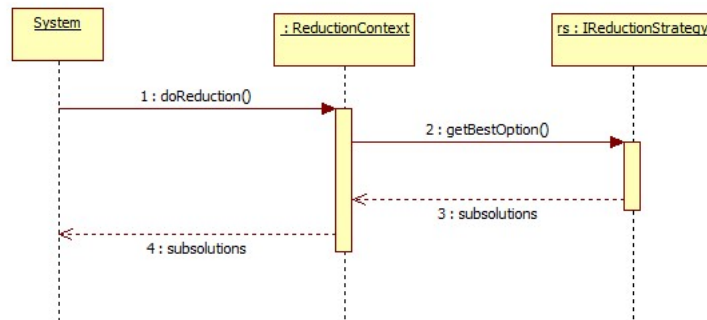 System
: ReductionContext
rs : IReductionStrategy
1 : doReduction()
2 : getBestOption()
3 : subsolutions
4 : subsolutions